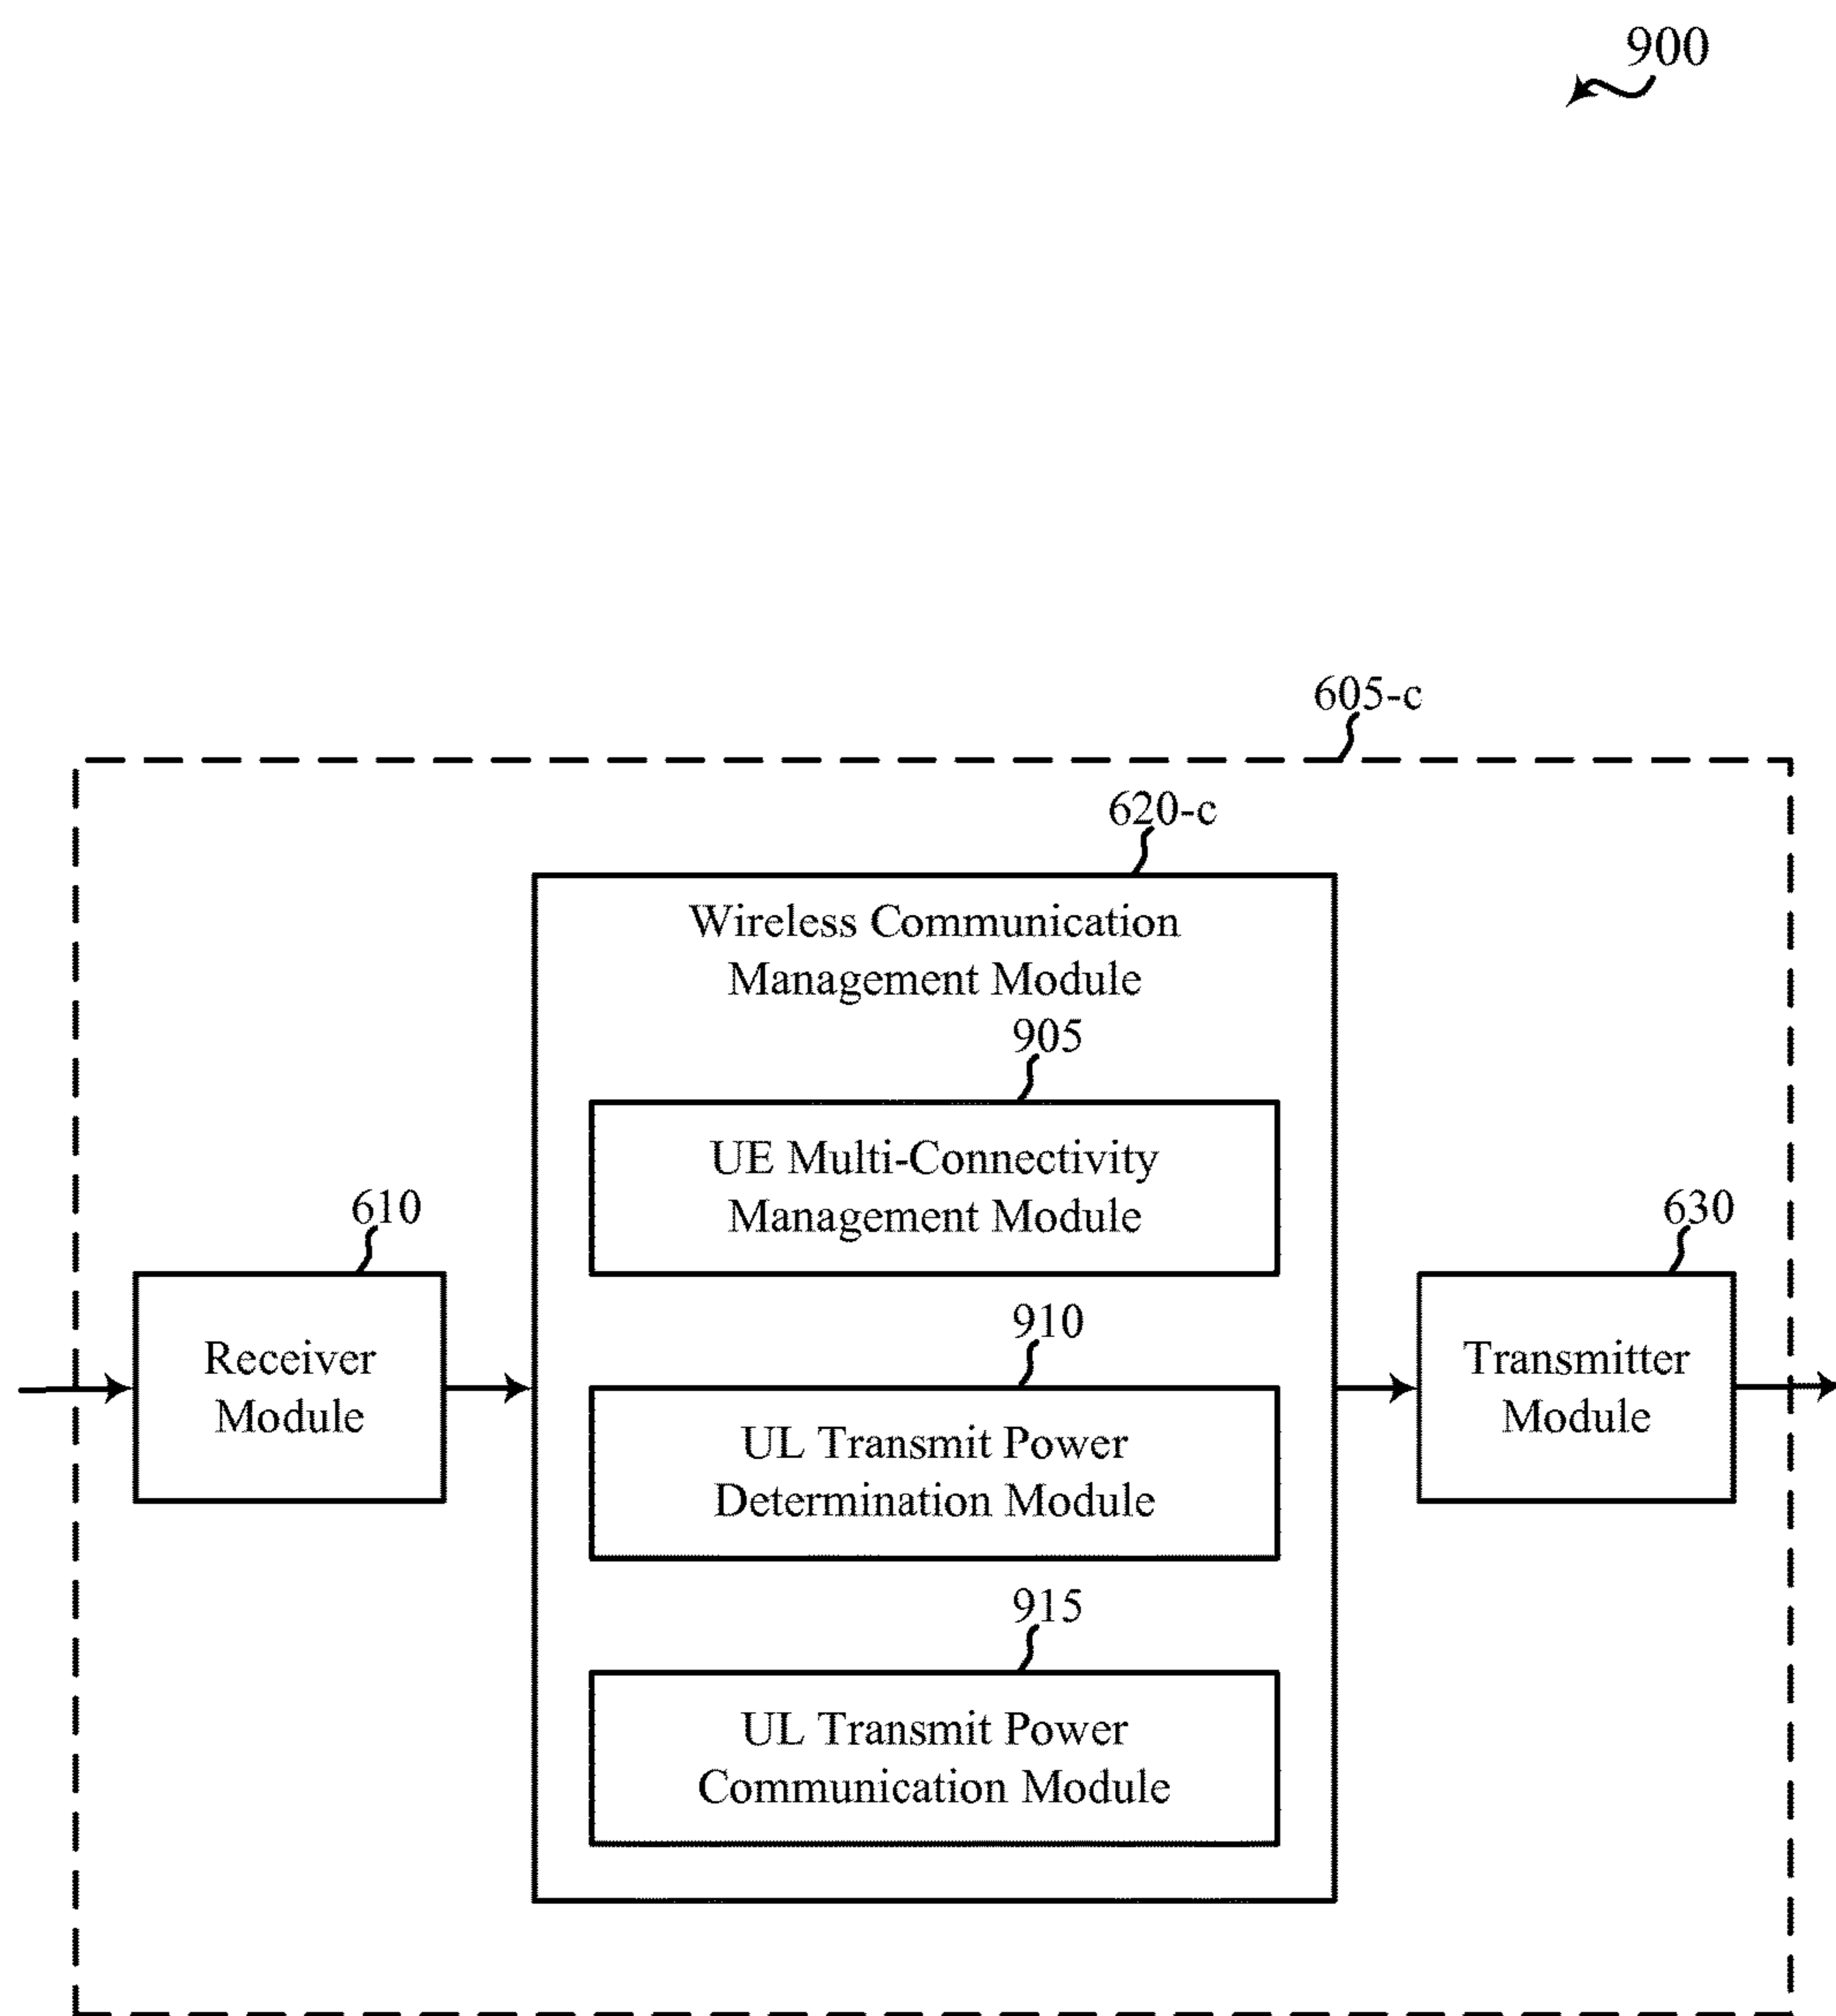 900
605-c
620-c
Wireless Communication
Management Module
905
UE Multi-Connectivity
Management Module
610
Receiver
Module
630
Transmitter
Module
910
UL Transmit Power
Determination Module
915
UL Transmit Power
Communication Module